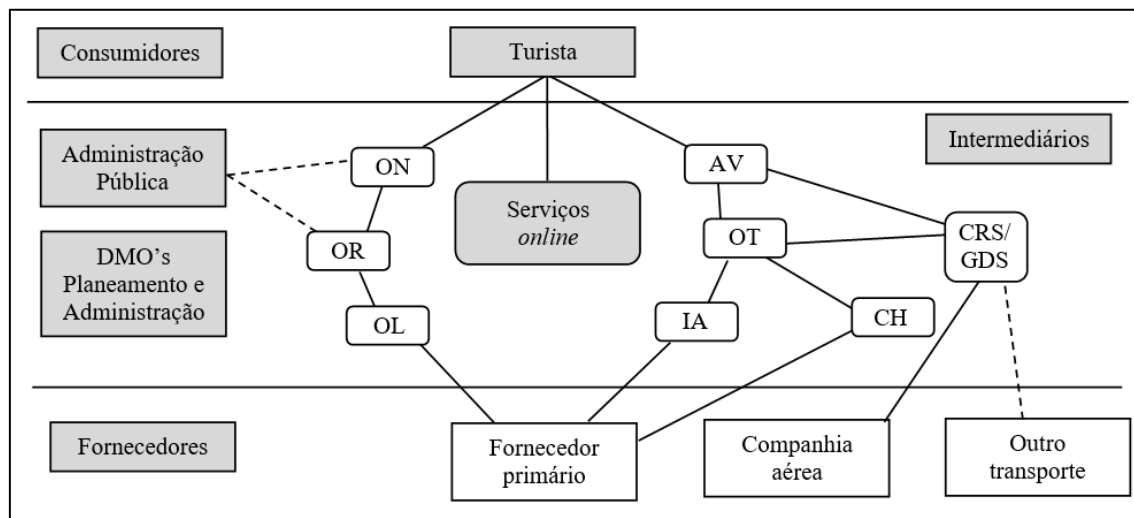 Consumidores
Turista
Administração
Pública
ON
AV
Intermediários
Serviços
online
DMO's
Planeamento e
Administração
OR
OT
CRS/
GDS
OL
IA
CH
Fornecedores
Fornecedor
primário
Companhia
aérea
Outro
transporte